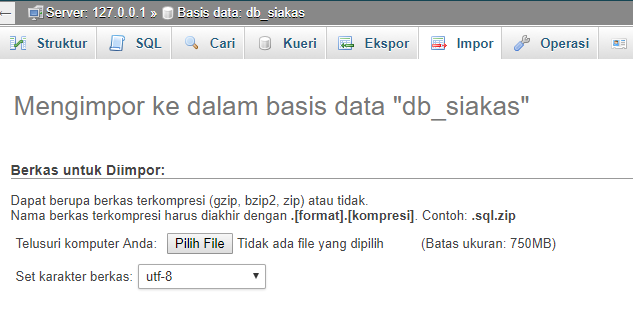 Server: 127.0.0.1 » Basis data: db_siakas
Struktur SQL Cari Kueri Ekspor Impor Operasi
Mengimpor ke dalam basis data "db_siakas"
Berkas untuk Diimpor:
Dapat berupa berkas terkompresi (gzip, bzip2, zip) atau tidak.
Nama berkas terkompresi harus diakhir dengan .[format].[kompresi]. Contoh: .sql.zip
Telusuri komputer Anda: Pilih File Tidak ada file yang dipilih (Batas ukuran: 750MB)
Set karakter berkas: utf-8